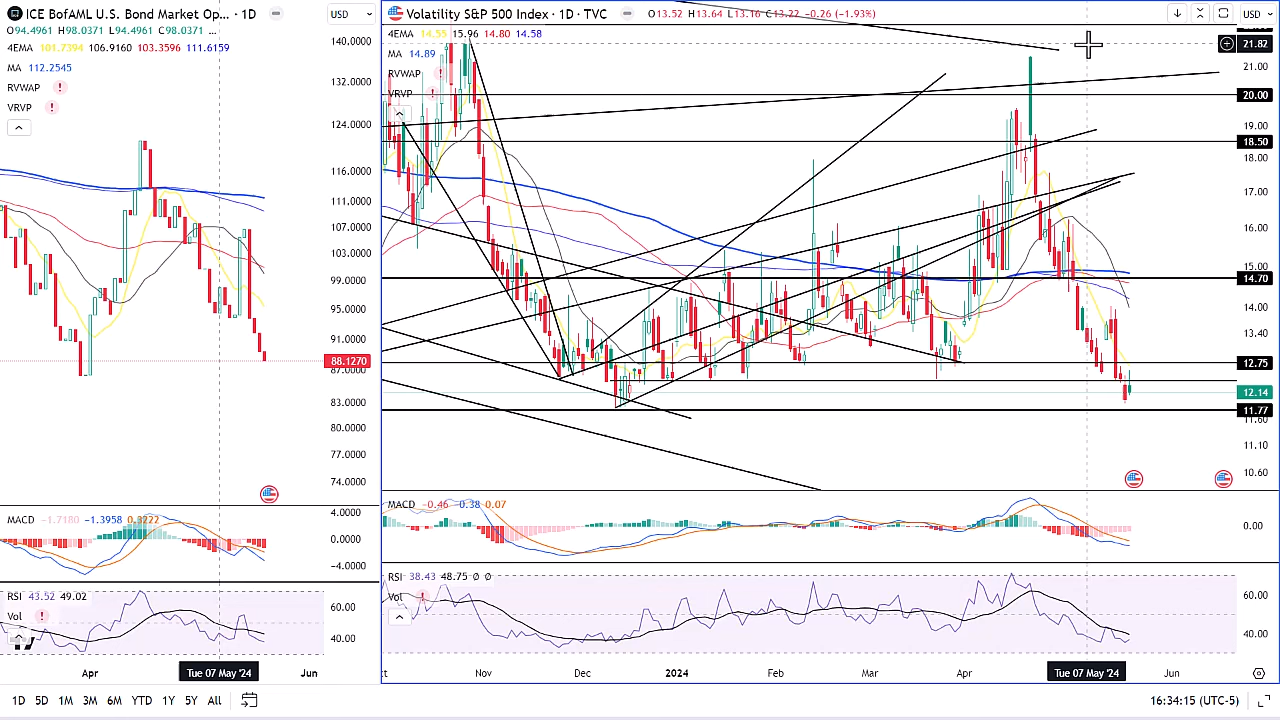 ICE BofAML U.S. Bond Market Op... · 1D
O94.4961 H98.0371 L94.4961 C98.0371 ...
4EMA 101.7394 106.9160 103.3596 111.6159
MA 112.2545
RVWAP !
VRVP !
USD
140.0000
132.0000
124.0000
116.0000
111.0000
107.0000
103.0000
99.0000
95.0000
91.0000
88.1270
87.0000
83.0000
80.0000
77.0000
74.0000
MACD -1.7180 -1.3958 0.3222
4.0000
0.0000
-4.0000
RSI 43.52 49.02
Vol !
60.00
40.00
Apr
Tue 07 May '24
Jun
Volatility S&P 500 Index · 1D · TVC
O13.52 H13.64 L13.16 C13.22 -0.26 (-1.93%)
4EMA 14.55 15.96 14.80 14.58
MA 14.89
RVWAP !
VRVP !
USD
21.82
21.00
20.00
19.00
18.50
18.00
17.00
16.00
15.00
14.70
14.00
13.40
12.75
12.14
11.77
11.60
11.10
10.60
MACD -0.46 -0.38 0.07
0.00
RSI 38.43 48.75 Ø Ø
Vol !
60.00
40.00
Nov
Dec
2024
Feb
Mar
Apr
Tue 07 May '24
Jun
1D 5D 1M 3M 6M YTD 1Y 5Y All
16:34:15 (UTC-5)